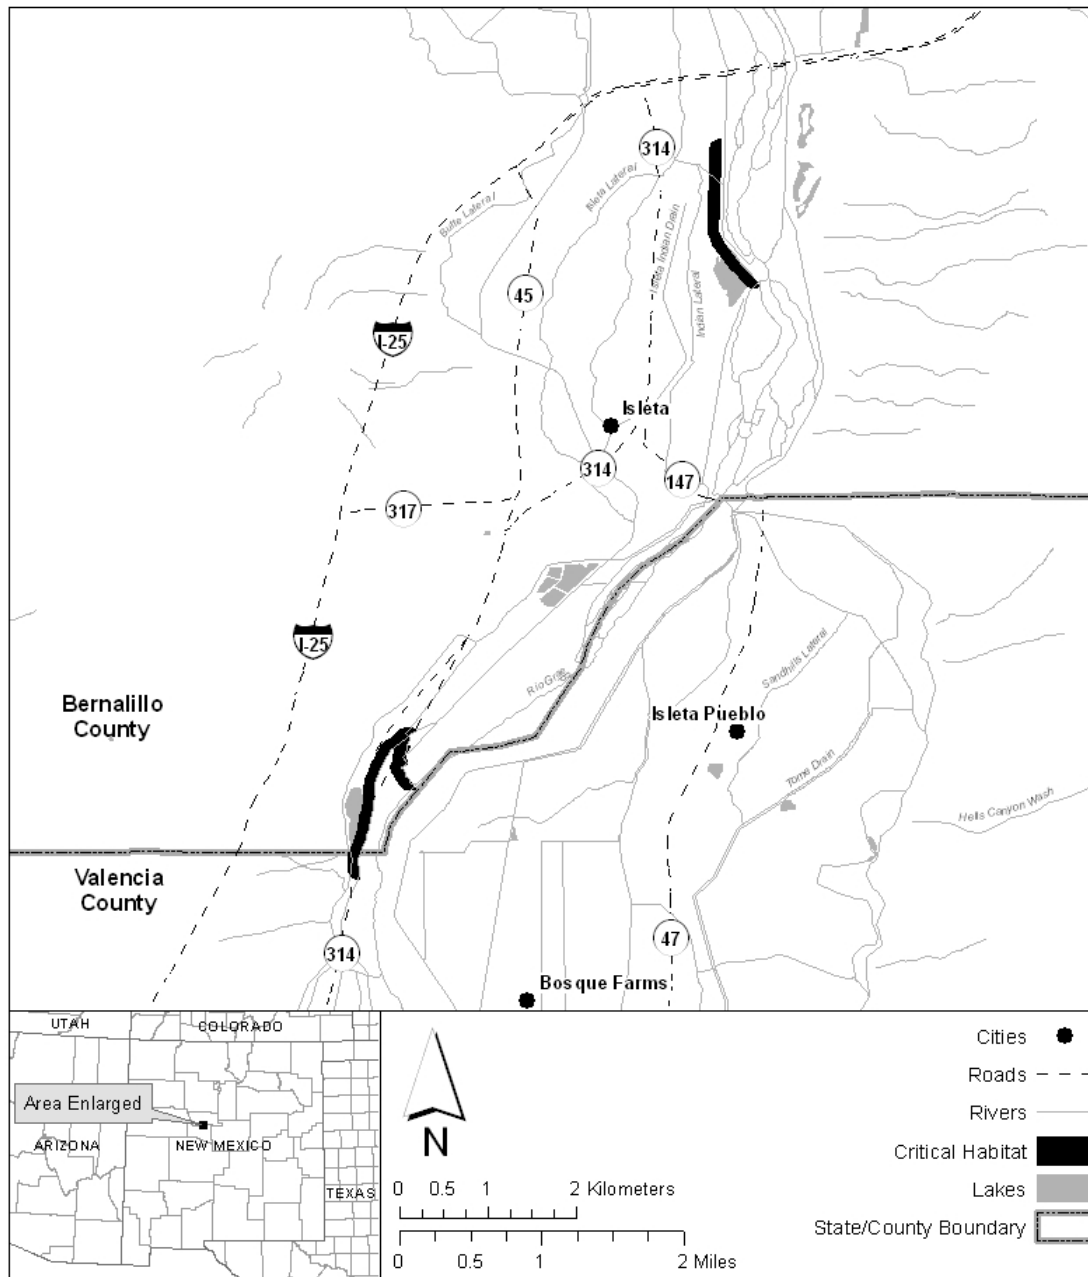 314
Isleta Lateral
Butte Lateral
Isleta Indian Drain
Indian Lateral
45
I-25
Isleta
314
147
317
I-25
Sandhills Lateral
Bernalillo
County
Isleta Pueblo
Tome Drain
Hells Canyon Wash
Valencia
County
314
47
Bosque Farms
UTAH
COLORADO
Area Enlarged
ARIZONA
NEW MEXICO
TEXAS
N
0 0.5 1 2 Kilometers
0 0.5 1 2 Miles
Cities
Roads
Rivers
Critical Habitat
Lakes
State/County Boundary